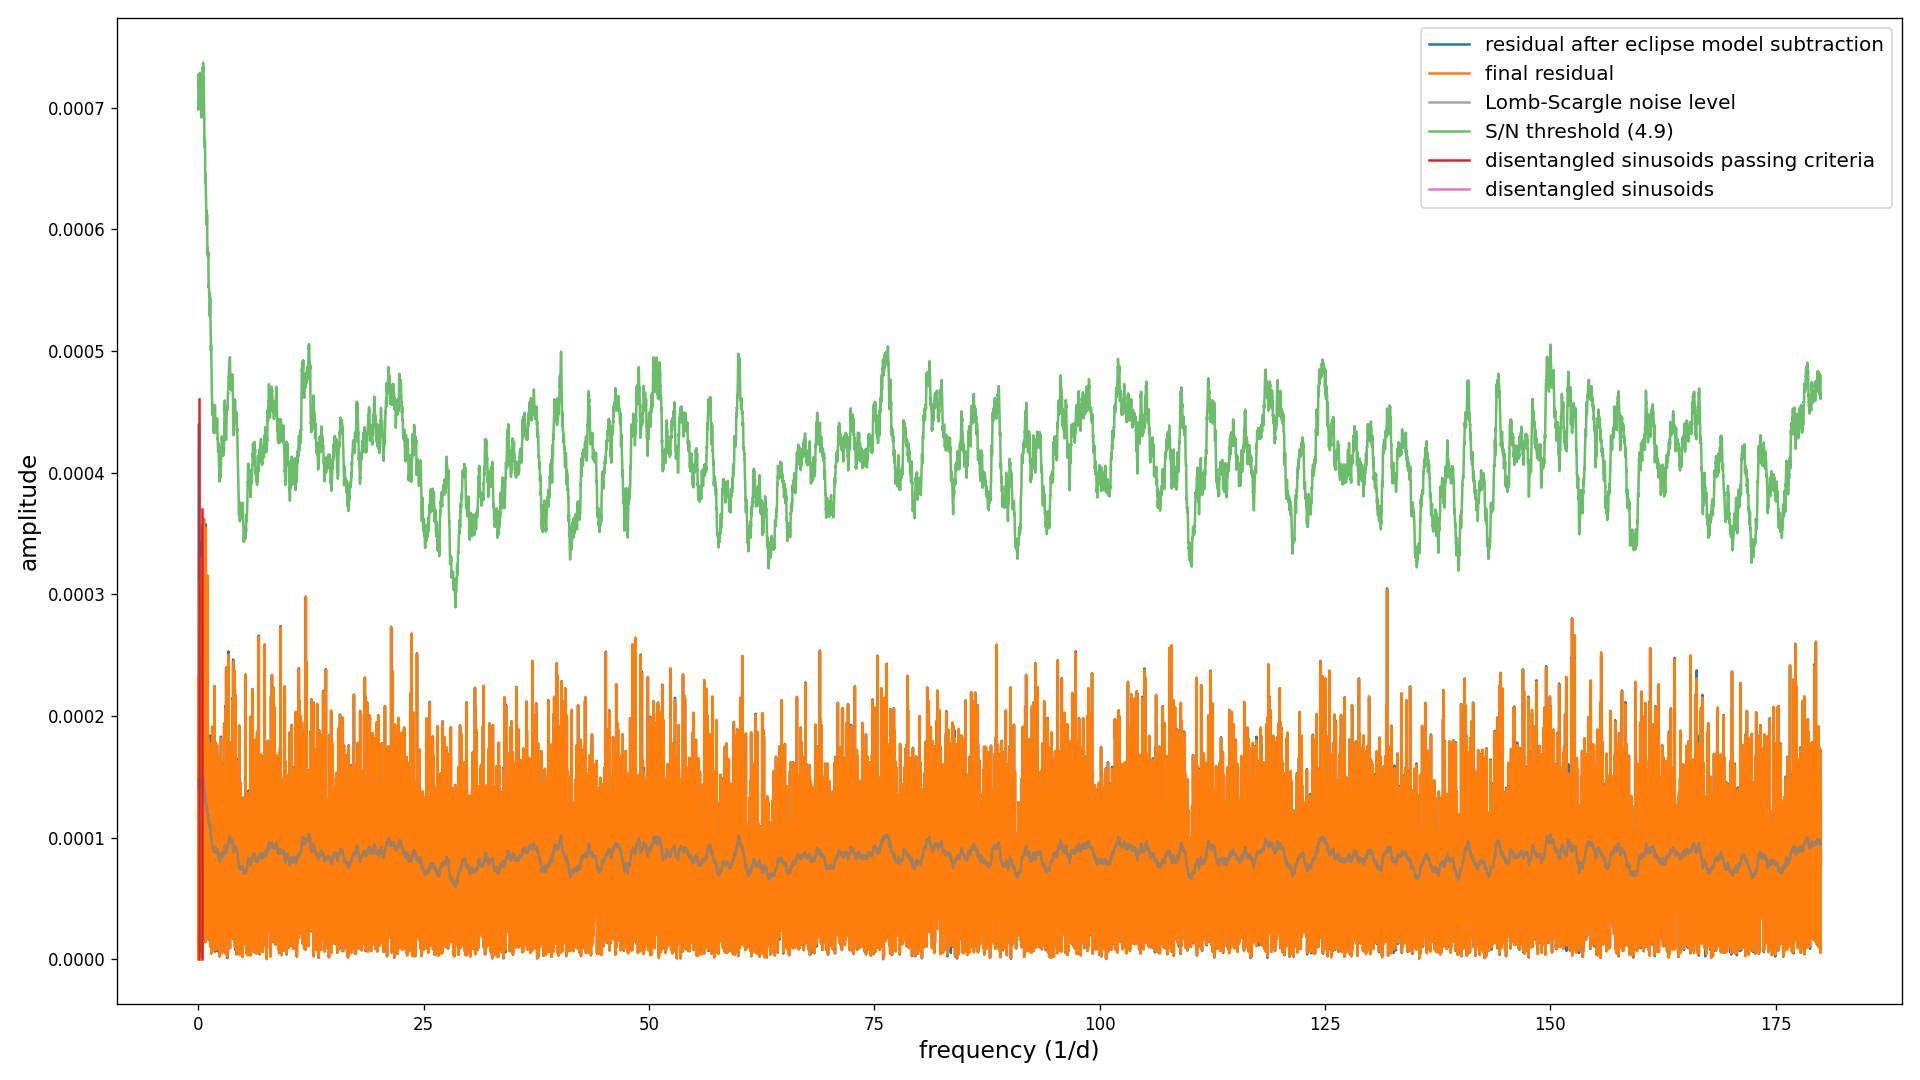 residual after eclipse model subtraction
final residual
Lomb-Scargle noise level
S/N threshold (4.9)
disentangled sinusoids passing criteria
disentangled sinusoids
amplitude
0.0007
0.0006
0.0005
0.0004
0.0003
0.0002
0.0001
0.0000
0 25 50 75 100 125 150 175
frequency (1/d)